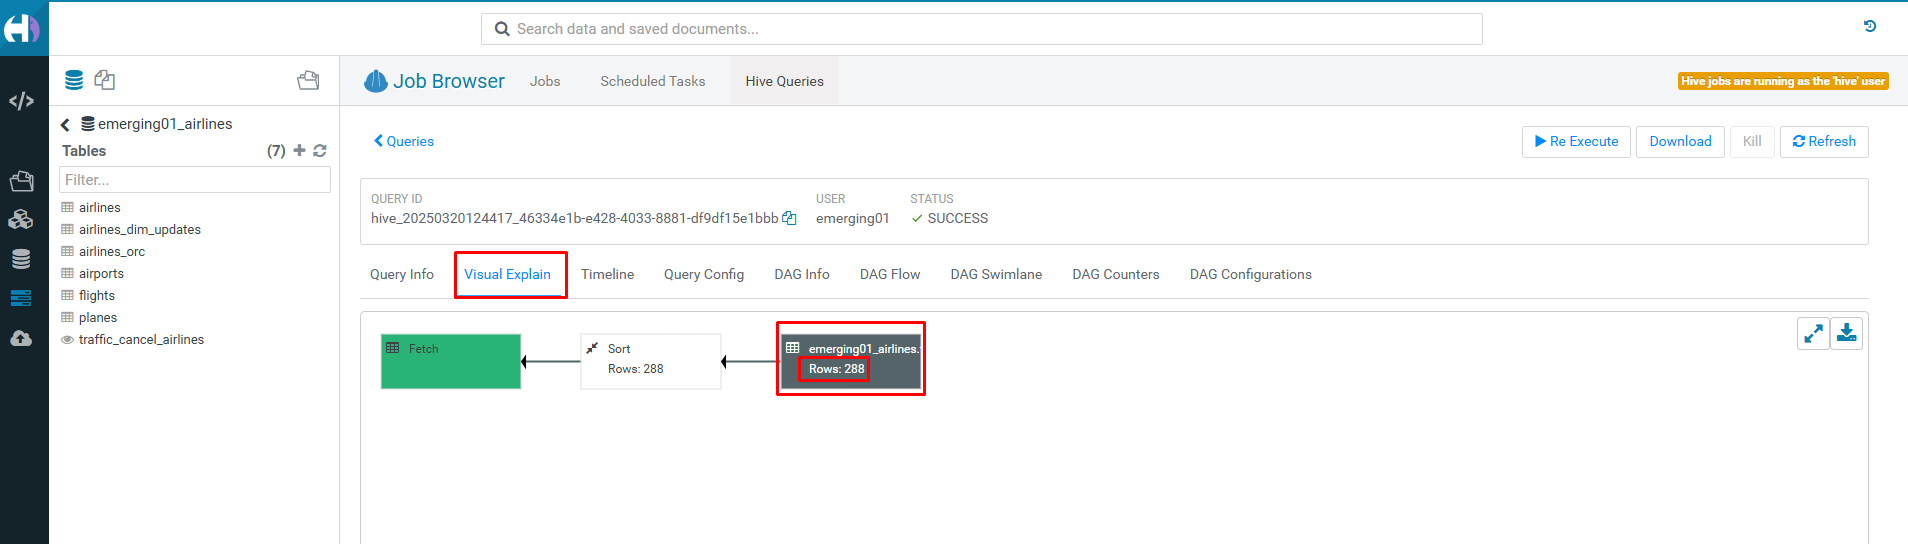 Search data and saved documents...
Job Browser
Jobs
Scheduled Tasks
Hive Queries
Hive jobs are running as the 'hive' user
emerging01_airlines
Tables
(7)
Filter...
airlines
airlines_dim_updates
airlines_orc
airports
flights
planes
traffic_cancel_airlines
Queries
Re Execute
Download
Kill
Refresh
QUERY ID
USER
STATUS
hive_20250320124417_46334e1b-e428-4033-8881-df9df15e1bbb
emerging01
SUCCESS
Query Info
Visual Explain
Timeline
Query Config
DAG Info
DAG Flow
DAG Swimlane
DAG Counters
DAG Configurations
Fetch
Sort
Rows: 288
emerging01_airlines.
Rows: 288